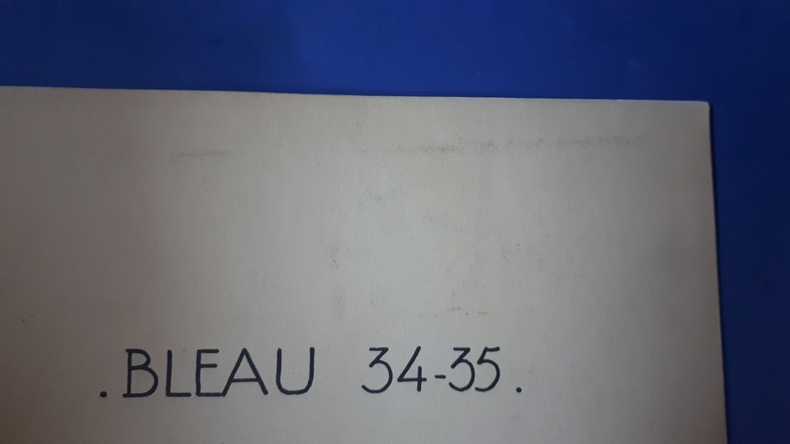 . BLEAU 34-35 .